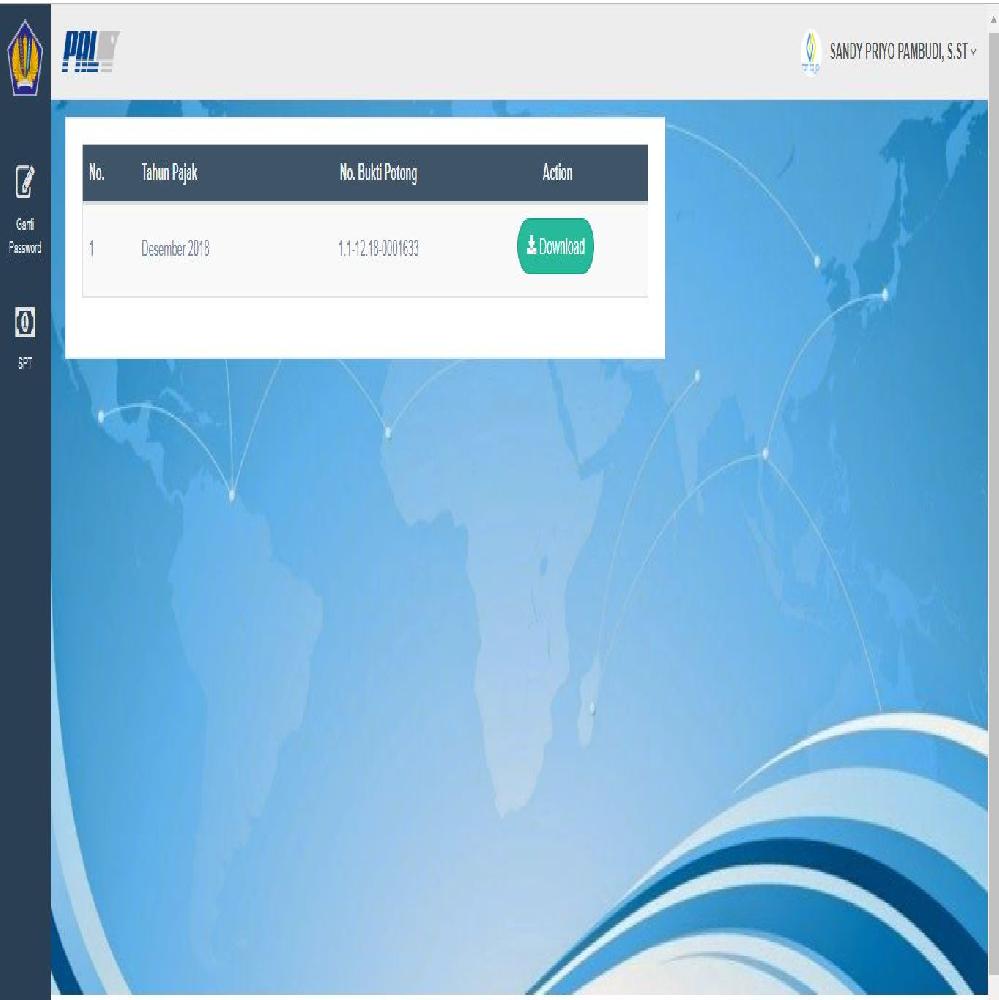 PAL
SANDY PRIYO PAMBUDI, S.ST
Ganti
Password
SPT
No. Tahun Pajak No. Bukti Potong Action
1 Desember 2018 1.1-12.18-0001633 Download